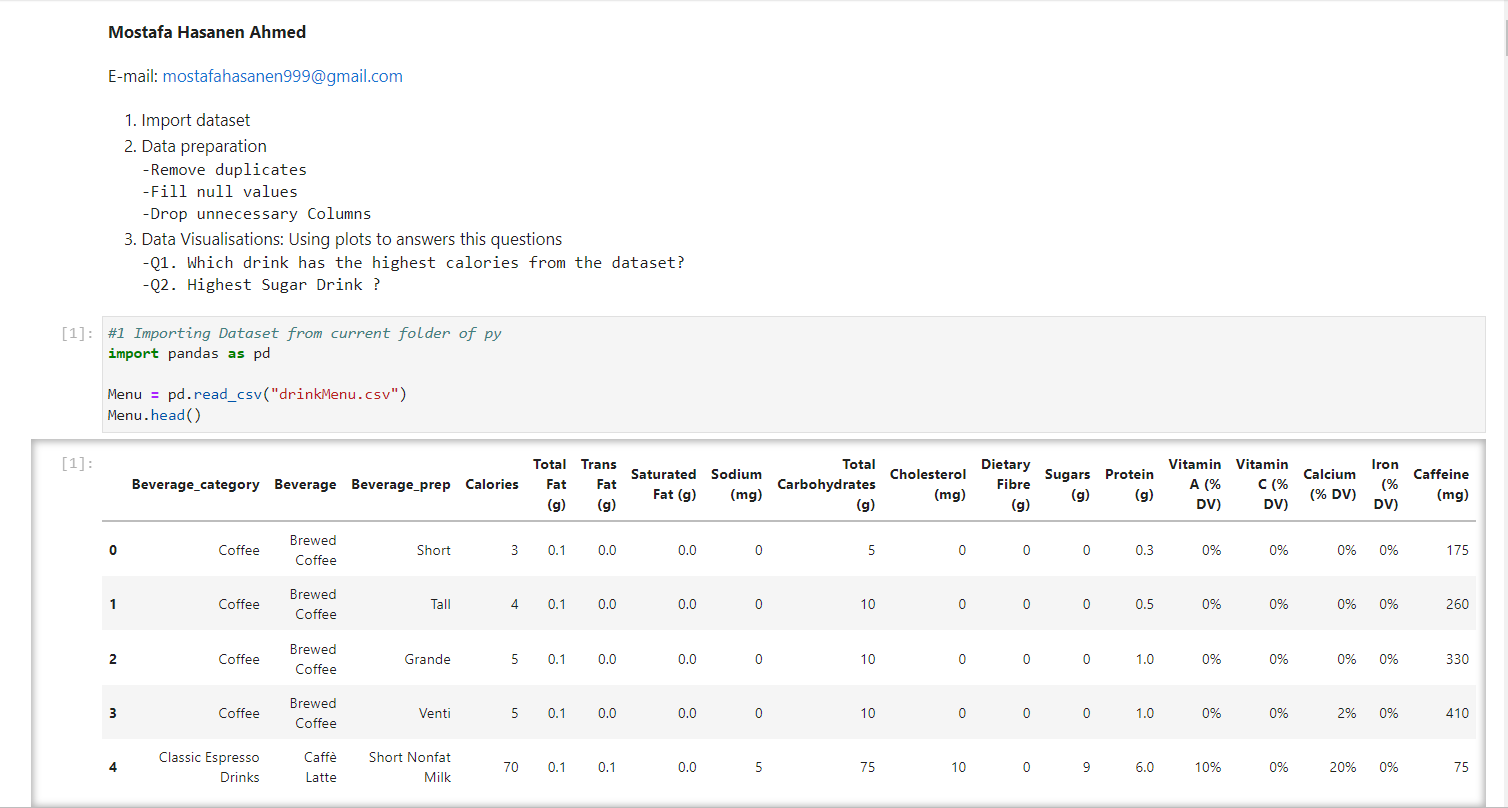 Mostafa Hasanen Ahmed
E-mail: mostafahasanen999@gmail.com
1. Import dataset
2. Data preparation
-Remove duplicates
-Fill null values
-Drop unnecessary Columns
3. Data Visualisations: Using plots to answers this questions
-Q1. Which drink has the highest calories from the dataset?
-Q2. Highest Sugar Drink ?
[1]: #1 Importing Dataset from current folder of py
import pandas as pd
Menu = pd.read_csv("drinkMenu.csv")
Menu.head()
[1]:
Beverage_category Beverage Beverage_prep Calories Total Fat (g) Trans Fat (g) Saturated Fat (g) Sodium (mg) Total Carbohydrates (g) Cholesterol (mg) Dietary Fibre (g) Sugars (g) Protein (g) Vitamin A (% DV) Vitamin C (% DV) Calcium (% DV) Iron (% DV) Caffeine (mg)
0 Coffee Brewed Coffee Short 3 0.1 0.0 0.0 0 5 0 0 0 0.3 0% 0% 0% 0% 175
1 Coffee Brewed Coffee Tall 4 0.1 0.0 0.0 0 10 0 0 0 0.5 0% 0% 0% 0% 260
2 Coffee Brewed Coffee Grande 5 0.1 0.0 0.0 0 10 0 0 0 1.0 0% 0% 0% 0% 330
3 Coffee Brewed Coffee Venti 5 0.1 0.0 0.0 0 10 0 0 0 1.0 0% 0% 2% 0% 410
4 Classic Espresso Drinks Caffè Latte Short Nonfat Milk 70 0.1 0.1 0.0 5 75 10 0 9 6.0 10% 0% 20% 0% 75